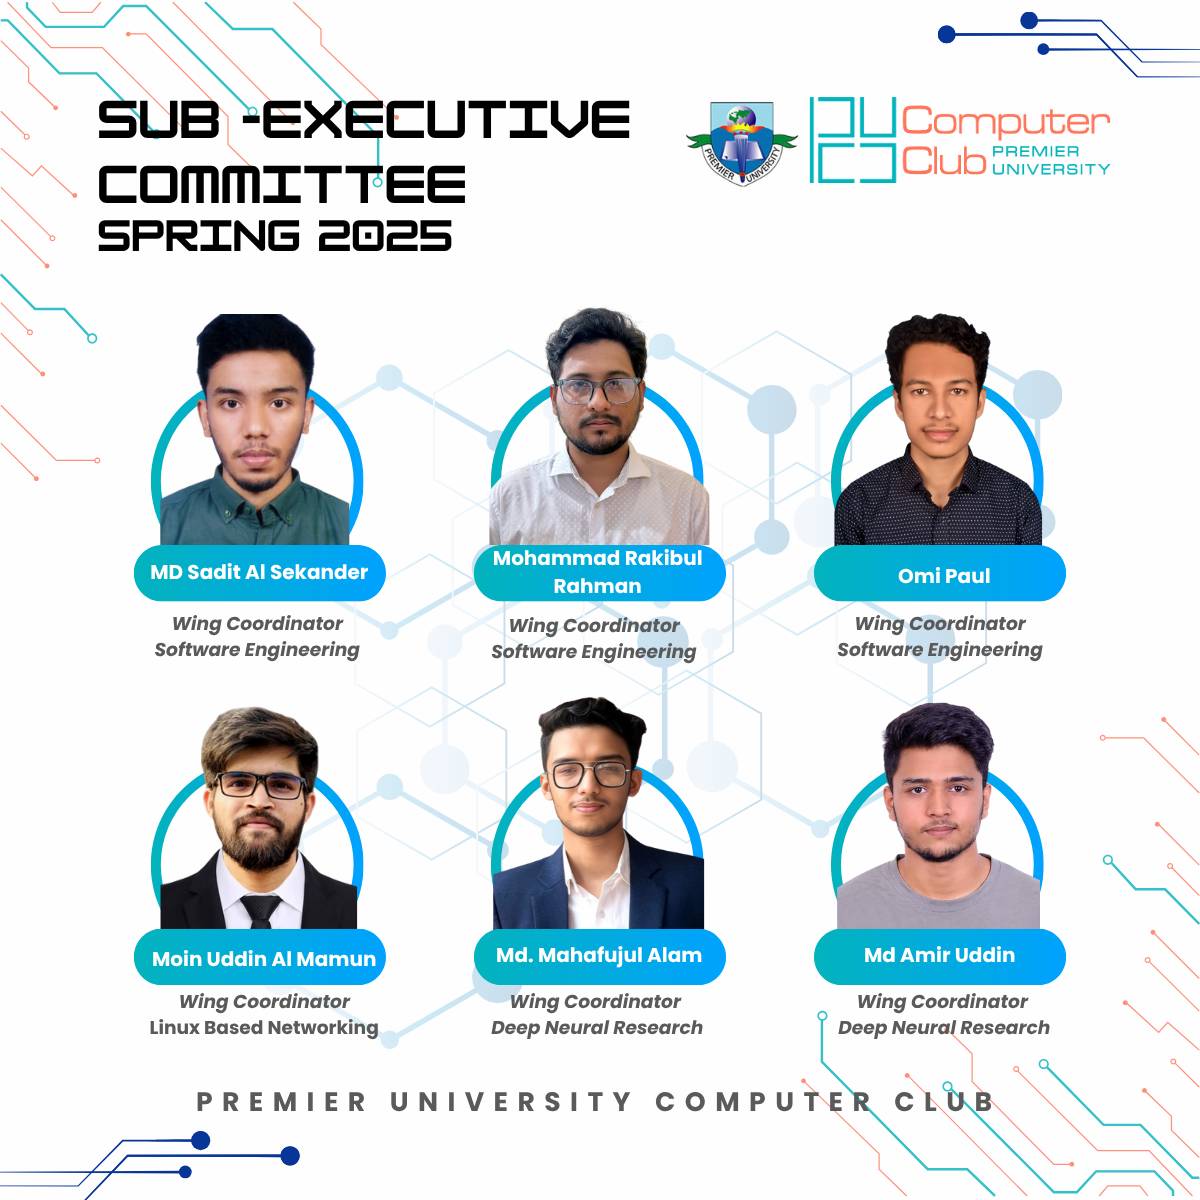 SUB -EXECUTIVE
COMMITTEE
SPRING 2025
PREMIER UNIVERSITY
Computer
Club PREMIER
UNIVERSITY
MD Sadit Al Sekander
Wing Coordinator
Software Engineering
Mohammad Rakibul
Rahman
Wing Coordinator
Software Engineering
Omi Paul
Wing Coordinator
Software Engineering
Moin Uddin Al Mamun
Wing Coordinator
Linux Based Networking
Md. Mahafujul Alam
Wing Coordinator
Deep Neural Research
Md Amir Uddin
Wing Coordinator
Deep Neural Research
PREMIER UNIVERSITY COMPUTER CLUB